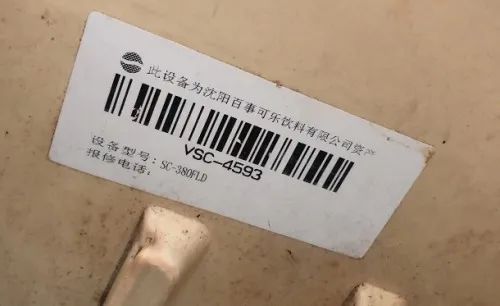 此设备为沈阳百事可乐饮料有限公司资产
VSC-4593
设备型号：SC-380FLD
报修电话：